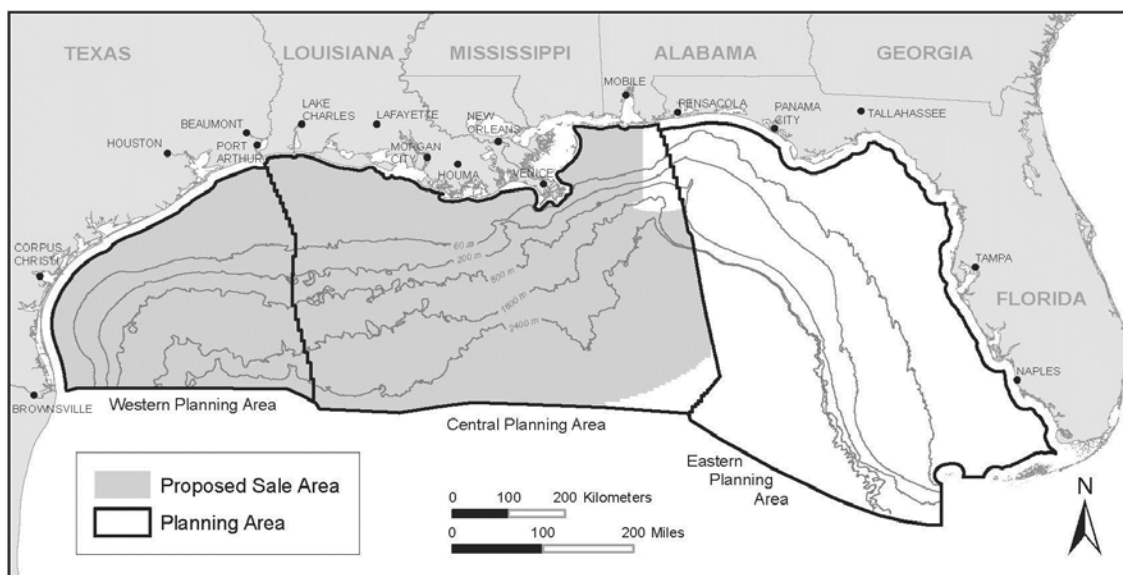 TEXAS
LOUISIANA
MISSISSIPPI
ALABAMA
GEORGIA
MOBILE
PENSACOLA
PANAMA
CITY
TALLAHASSEE
LAKE
CHARLES
LAFAYETTE
NEW
ORLEANS
BEAUMONT
HOUSTON
PORT
ARTHUR
MORGAN
CITY
HOUMA
VENICE
CORPUS
CHRISTI
60 m
200 m
800 m
1600 m
2400 m
TAMPA
FLORIDA
NAPLES
BROWNSVILLE
Western Planning Area
Central Planning Area
Eastern
Planning
Area
Proposed Sale Area
Planning Area
0 100 200 Kilometers
0 100 200 Miles
N